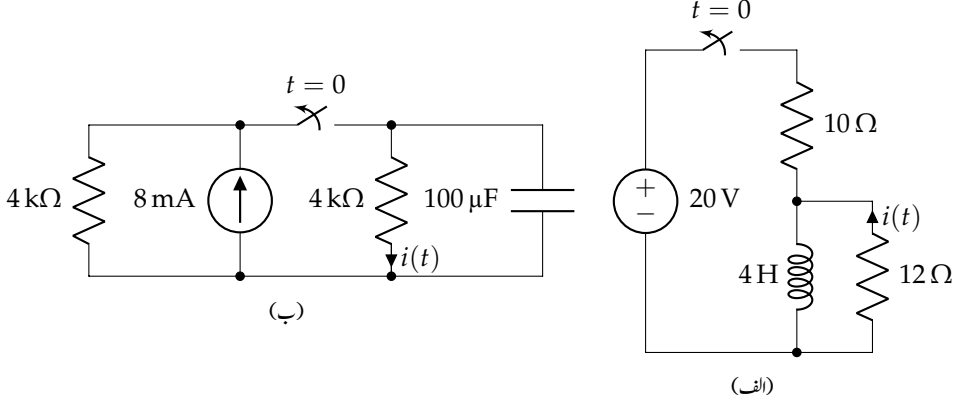 t = 0
4 kΩ
8 mA
4 kΩ
100 μF
i(t)
(ب)
t = 0
10 Ω
20 V
4 H
i(t)
12 Ω
(الف)